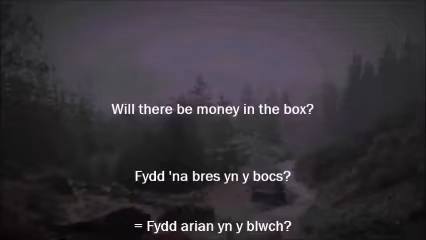 Will there be money in the box?
Fydd 'na bres yn y bocs?
= Fydd arian yn y blwch?